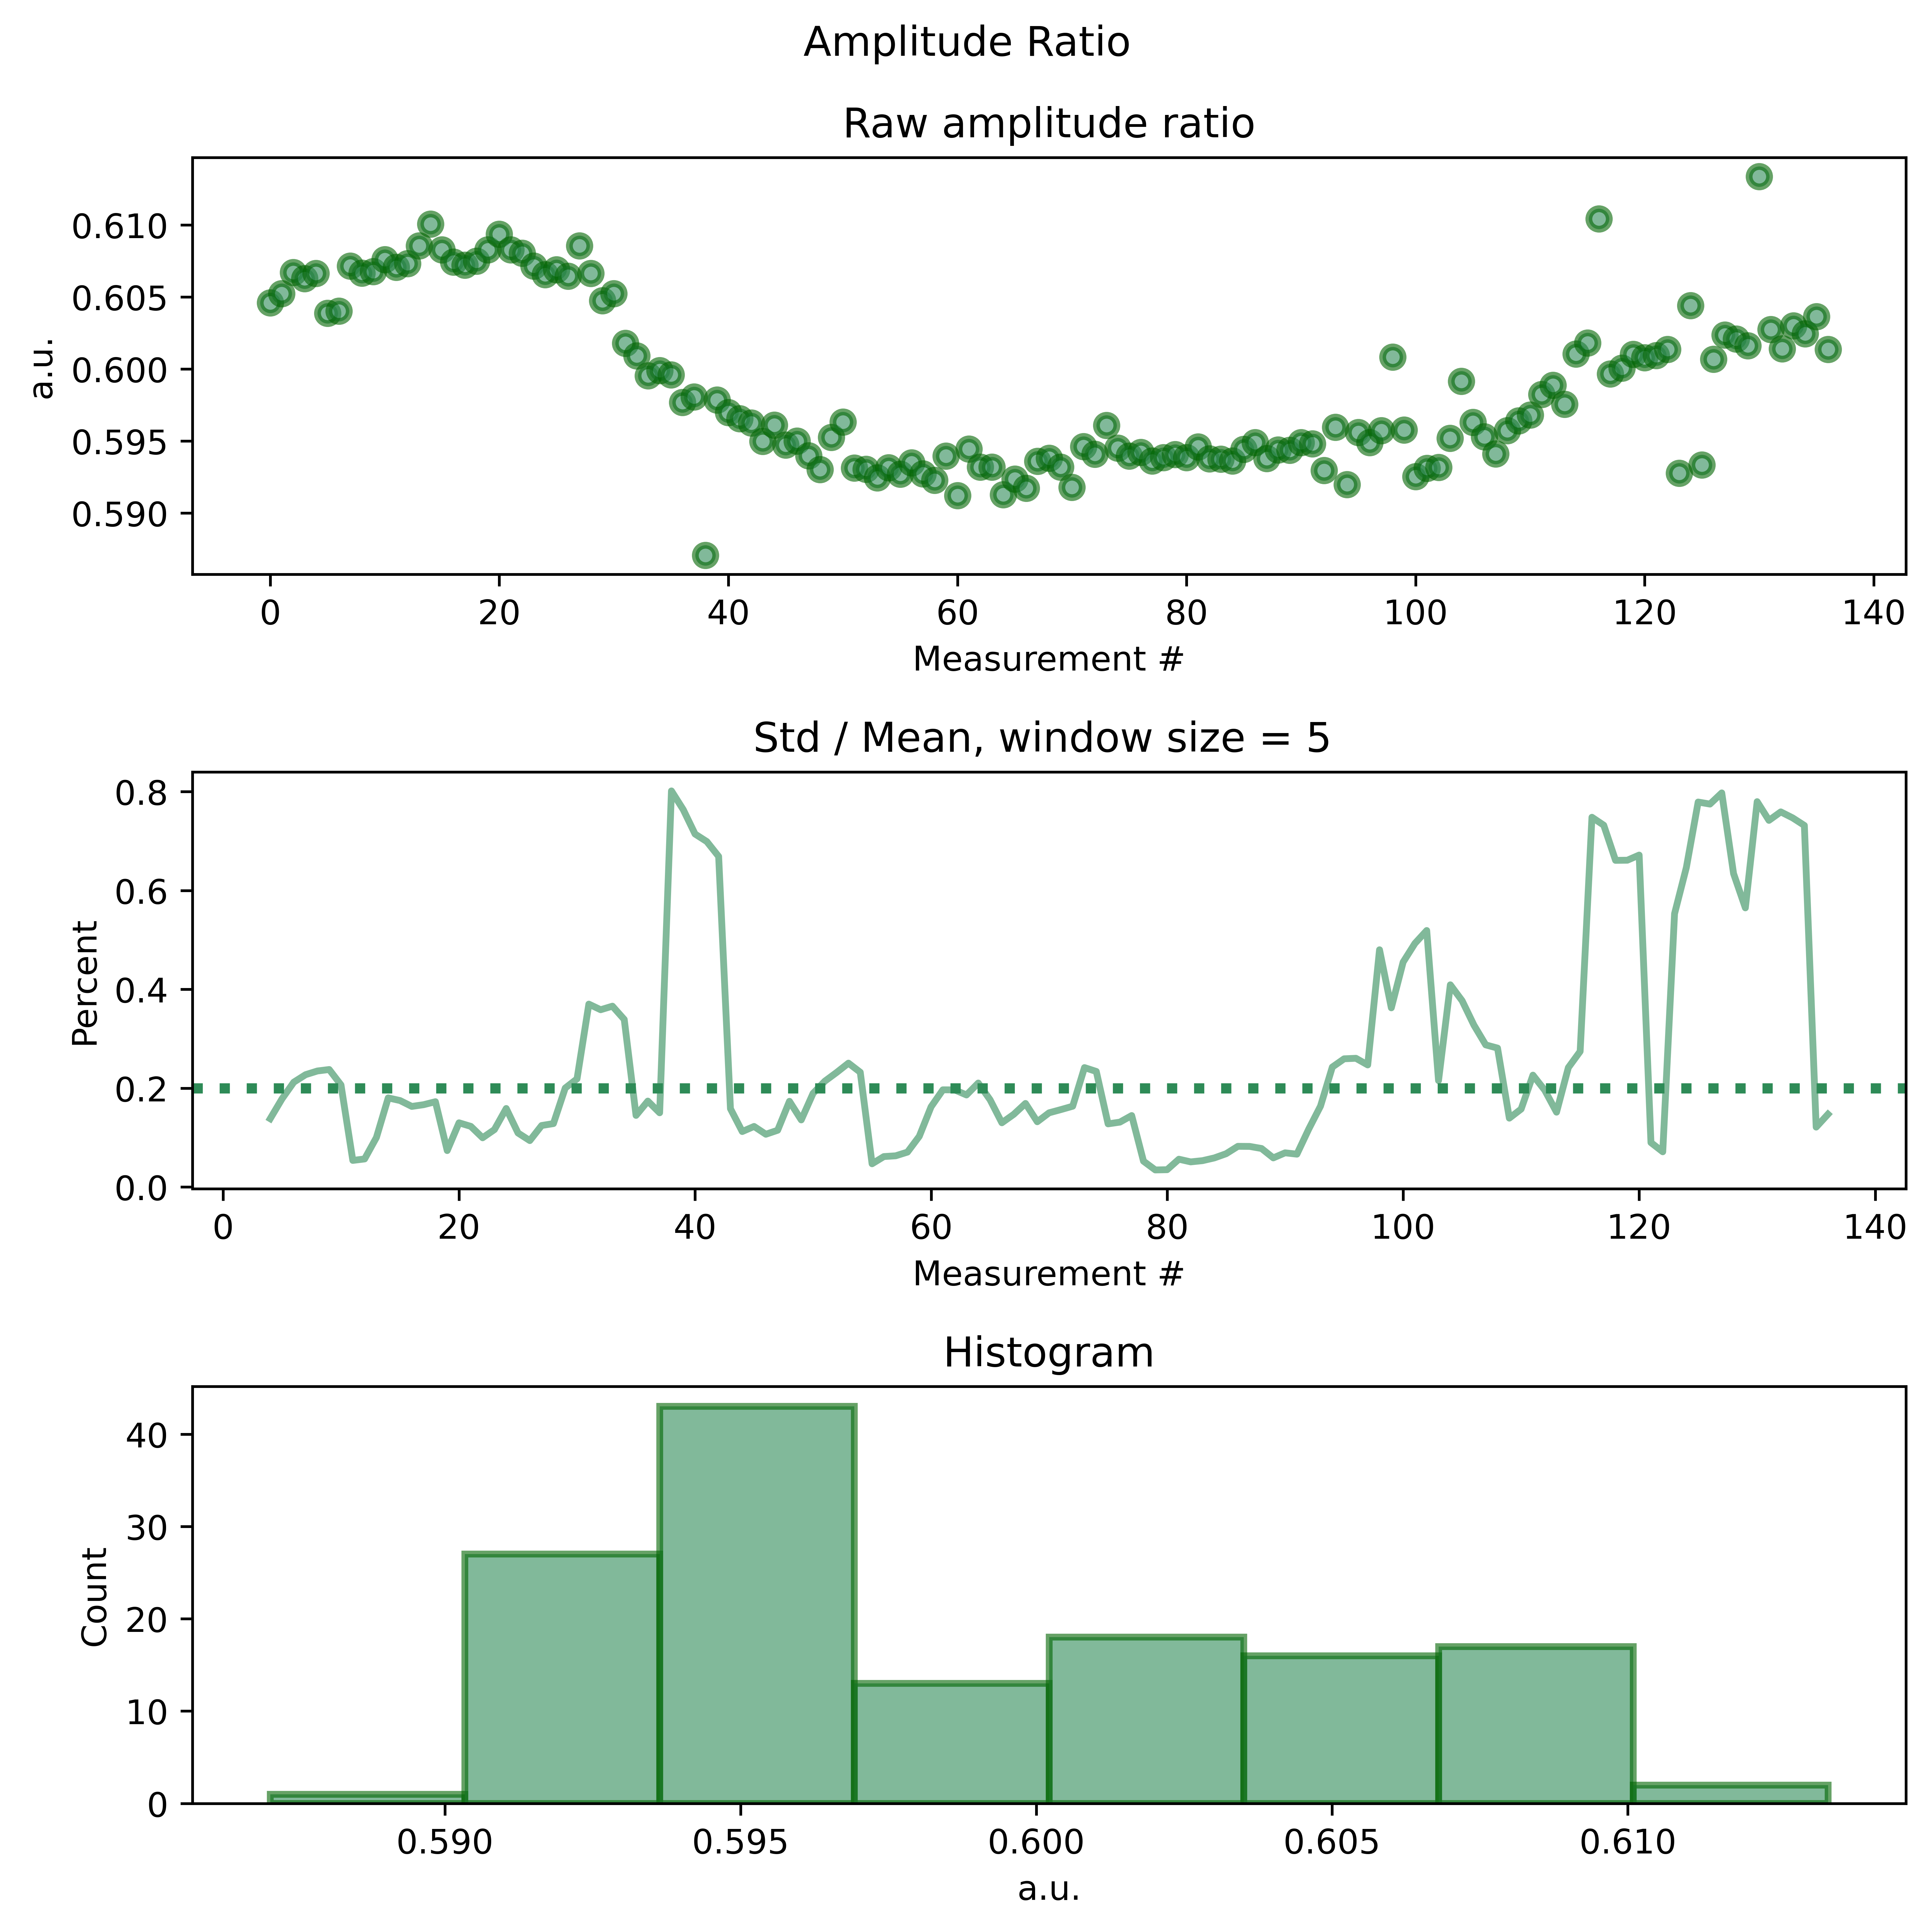 Amplitude Ratio
Raw amplitude ratio
0.610
0.605
0.600
0.595
0.590
a.u.
0 20 40 60 80 100 120 140
Measurement #
Std / Mean, window size = 5
0.8
0.6
0.4
0.2
0.0
Percent
0 20 40 60 80 100 120 140
Measurement #
Histogram
40
30
20
10
0
Count
0.590 0.595 0.600 0.605 0.610
a.u.